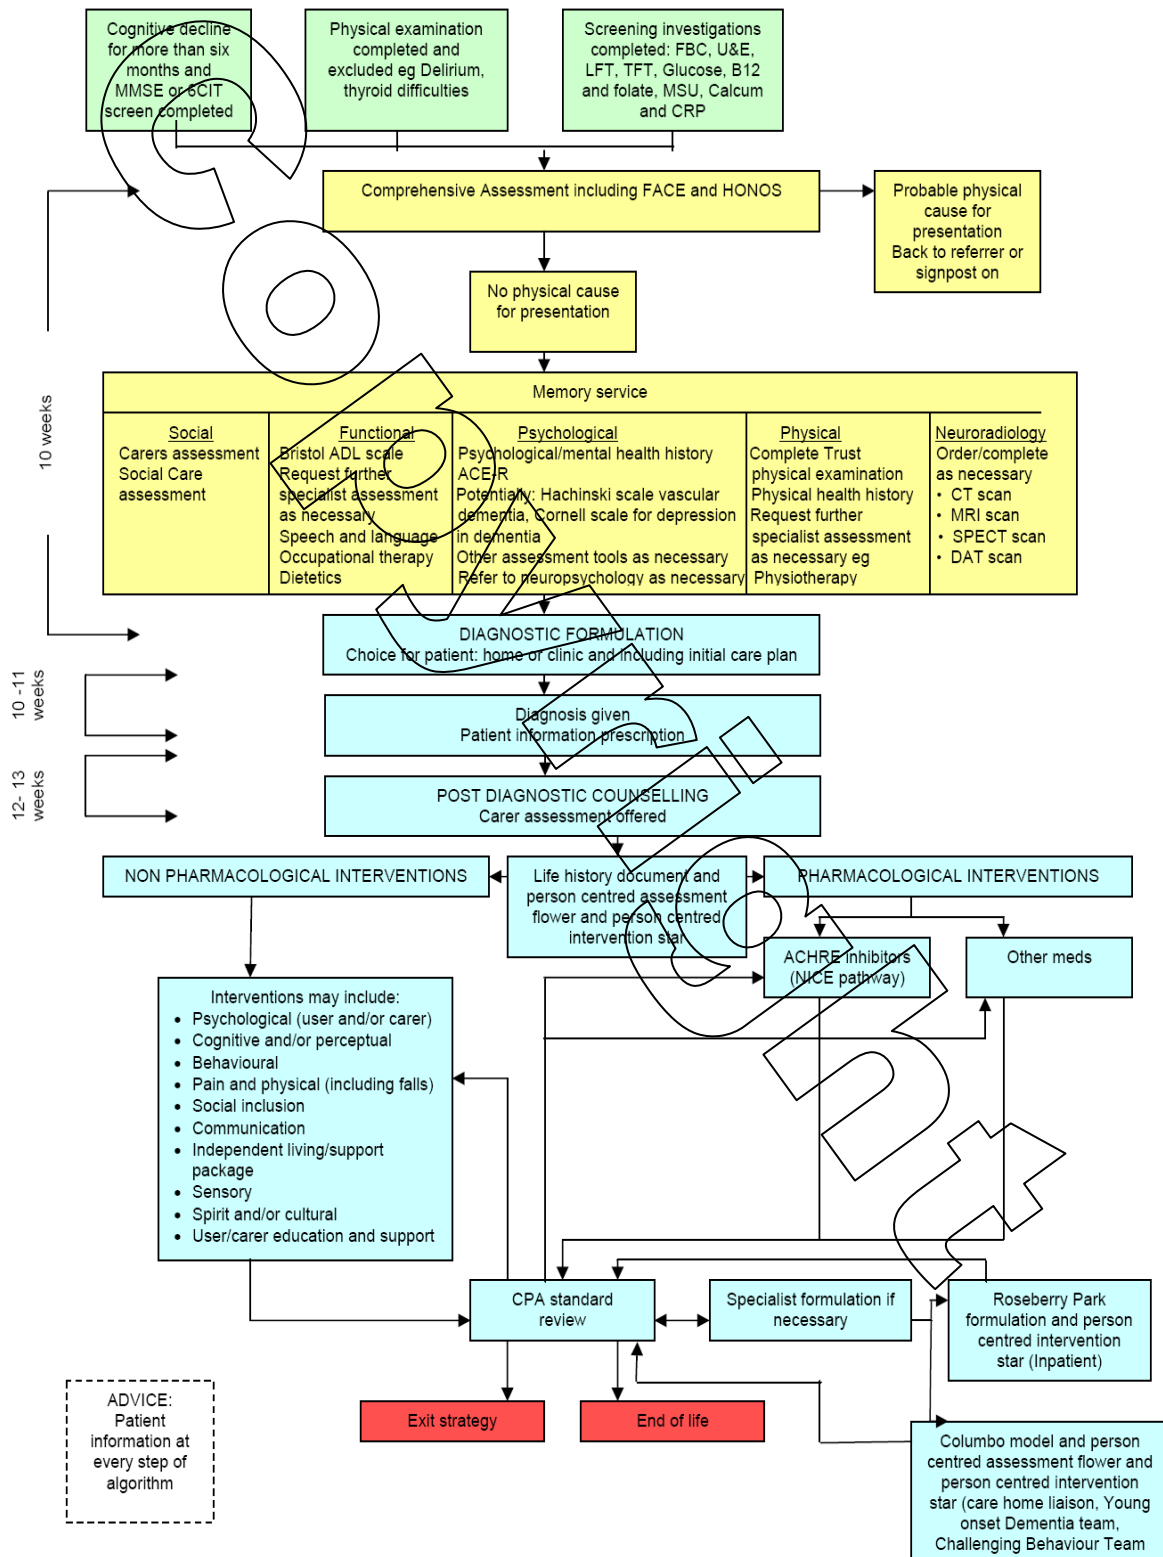 Cognitive decline
for more than six
months and
MMSE or 6CIT
screen completed
Physical examination
completed and
excluded eg Delirium,
thyroid difficulties
Screening investigations
completed: FBC, U&E,
LFT, TFT, Glucose, B12
and folate, MSU, Calcum
and CRP
Comprehensive Assessment including FACE and HONOS
Probable physical
cause for
presentation
Back to referrer or
signpost on
No physical cause
for presentation
10 weeks
Memory service
Social
Carers assessment
Social Care
assessment
Functional
Bristol ADL scale
Request further
specialist assessment
as necessary
Speech and language
Occupational therapy
Dietetics
Psychological
Psychological/mental health history
ACE-R
Potentially: Hachinski scale vascular
dementia, Cornell scale for depression
in dementia
Other assessment tools as necessary
Refer to neuropsychology as necessary
Physical
Complete Trust
physical examination
Physical health history
Request further
specialist assessment
as necessary eg
Physiotherapy
Neuroradiology
Order/complete
as necessary
• CT scan
• MRI scan
• SPECT scan
• DAT scan
DIAGNOSTIC FORMULATION
Choice for patient: home or clinic and including initial care plan
10 -11
weeks
Diagnosis given
Patient information prescription
12- 13
weeks
POST DIAGNOSTIC COUNSELLING
Carer assessment offered
NON PHARMACOLOGICAL INTERVENTIONS
Life history document and
person centred assessment
flower and person centred
intervention star
PHARMACOLOGICAL INTERVENTIONS
ACHRE inhibitors
(NICE pathway)
Other meds
Interventions may include:
• Psychological (user and/or carer)
• Cognitive and/or perceptual
• Behavioural
• Pain and physical (including falls)
• Social inclusion
• Communication
• Independent living/support
package
• Sensory
• Spirit and/or cultural
• User/carer education and support
CPA standard
review
Specialist formulation if
necessary
Roseberry Park
formulation and person
centred intervention
star (Inpatient)
Exit strategy
End of life
ADVICE:
Patient
information at
every step of
algorithm
Columbo model and person
centred assessment flower and
person centred intervention
star (care home liaison, Young
onset Dementia team,
Challenging Behaviour Team